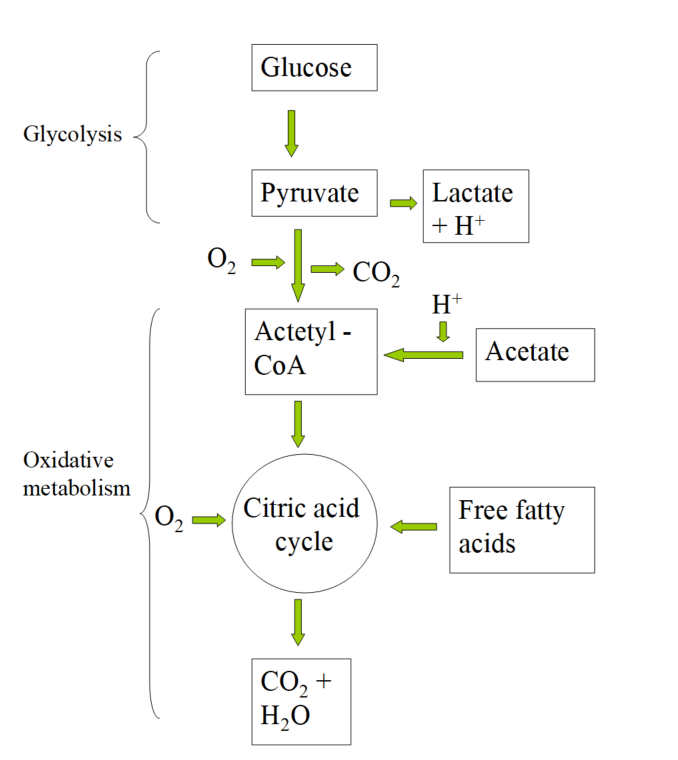 Glucose
Glycolysis
Pyruvate
Lactate
+ H⁺
O₂
CO₂
H⁺
Actetyl -
CoA
Acetate
Oxidative
metabolism
O₂
Citric acid
cycle
Free fatty
acids
CO₂ +
H₂O